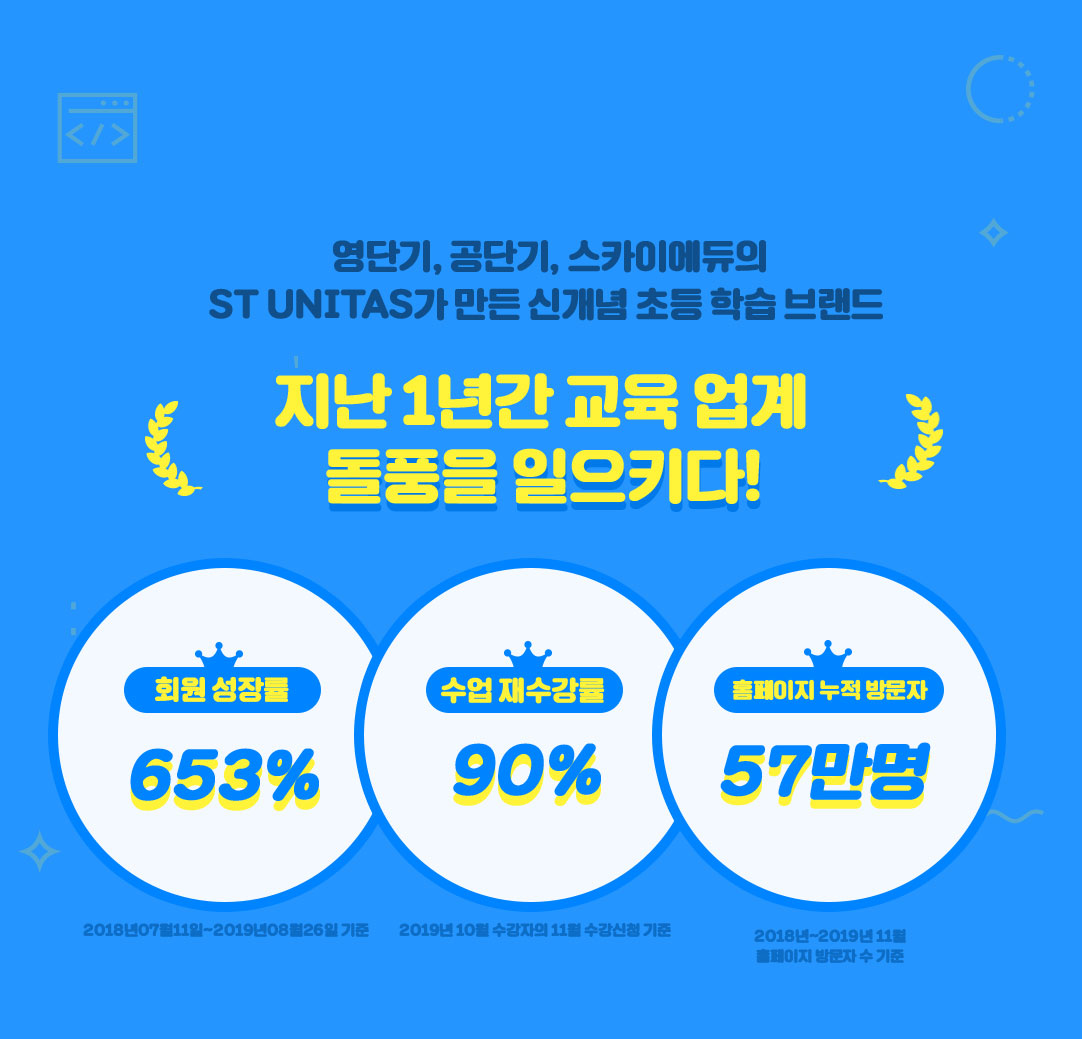 영단기, 공단기, 스카이에듀의
ST UNITAS가 만든 신개념 초등 학습 브랜드
지난 1년간 교육 업계
돌풍을 일으키다!
회원 성장률
653%
2018년07월11일~2019년08월26일 기준
수업 재수강률
90%
2019년 10월 수강자의 11월 수강신청 기준
홈페이지 누적 방문자
57만명
2018년~2019년 11월
홈페이지 방문자 수 기준